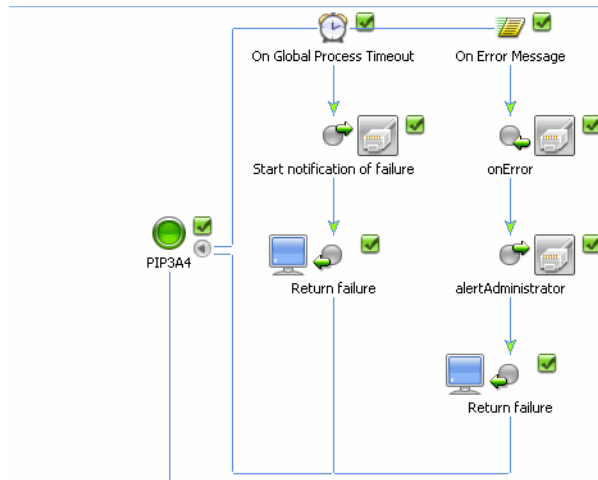 On Global Process Timeout
On Error Message
Start notification of failure
onError
PIP3A4
Return failure
alertAdministrator
Return failure